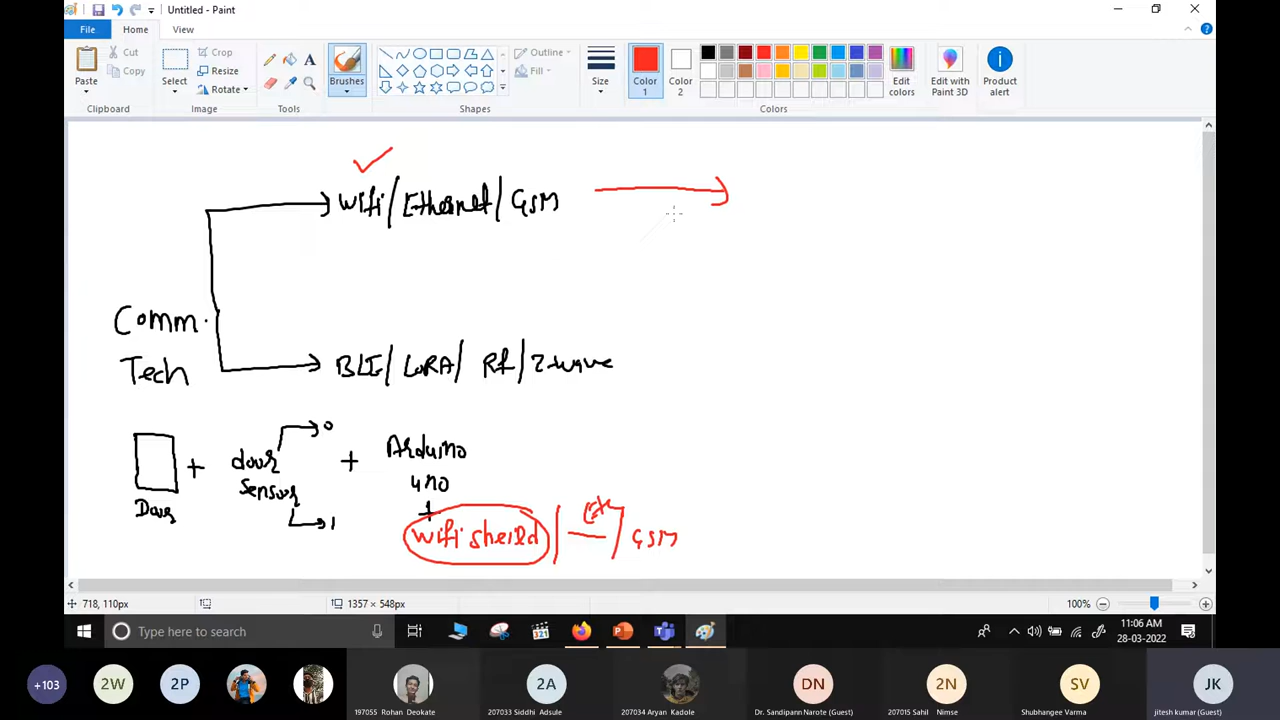 Untitled - Paint
File Home View
Paste
Cut
Copy
Clipboard
Select
Crop
Resize
Rotate
Image
Tools
Brushes
Outline
Fill
Shapes
Size
Color 1
Color 2
Edit colors
Colors
Edit with Paint 3D
Product alert
Wifi/Ethernet/GSM
Comm.
Tech
BLE/LoRA/ Rf/Z-wave
Door
+
door
sensor
0
1
+
Arduino
uno
+
Wifi sheild / / GSM
718, 110px
1357 × 548px
100%
Type here to search
11:06 AM
28-03-2022
+103
2W
2P
197055 Rohan Deokate
2A
207033 Siddhi Adsule
207034 Aryan Kadole
DN
Dr. Sandipann Narote (Guest)
2N
207015 Sahil Nimse
SV
Shubhangee Varma
JK
jitesh kumar (Guest)